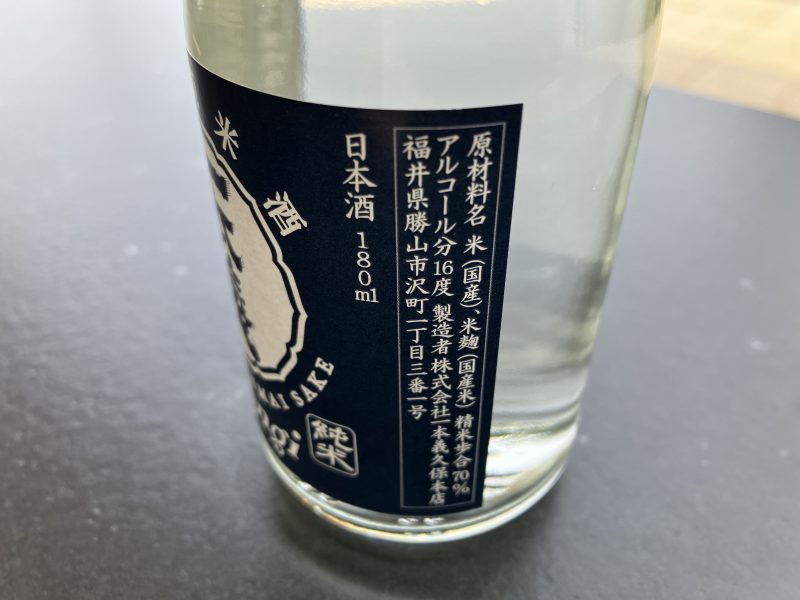 原材料名 米(国産)、米麹(国産米) 精米歩合70%
アルコール分16度 製造者株式会社一本義久保本店
福井県勝山市沢町一丁目三番一号
日本酒 180ml
米酒
MAI SAKE
gi
純米